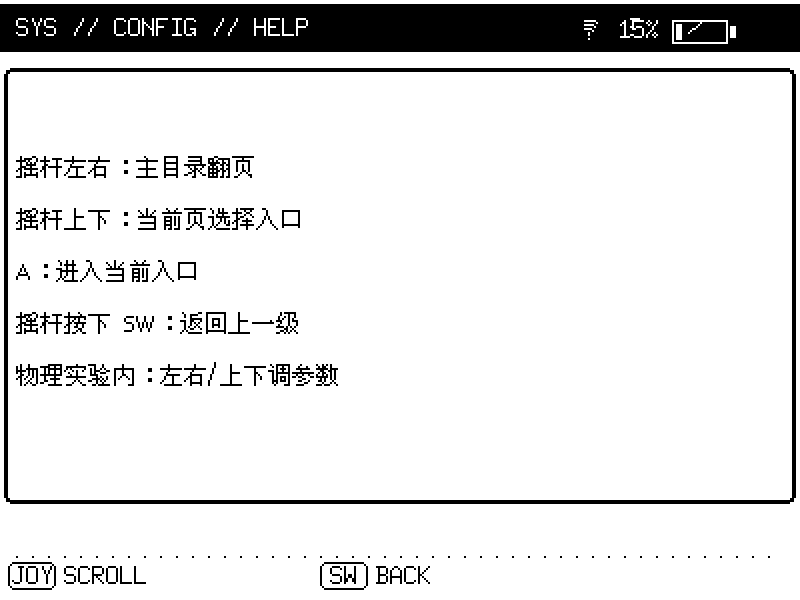 SYS // CONFIG // HELP 15%
摇杆左右：主目录翻页
摇杆上下：当前页选择入口
A：进入当前入口
摇杆按下 SW：返回上一级
物理实验内：左右/上下调参数
JOY SCROLL SW BACK